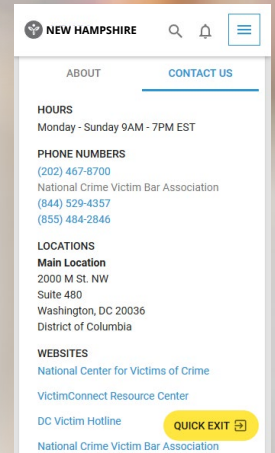 NEW HAMPSHIRE
ABOUT
CONTACT US
HOURS
Monday - Sunday 9AM - 7PM EST
PHONE NUMBERS
(202) 467-8700
National Crime Victim Bar Association
(844) 529-4357
(855) 484-2846
LOCATIONS
Main Location
2000 M St. NW
Suite 480
Washington, DC 20036
District of Columbia
WEBSITES
National Center for Victims of Crime
VictimConnect Resource Center
DC Victim Hotline
QUICK EXIT
National Crime Victim Bar Association